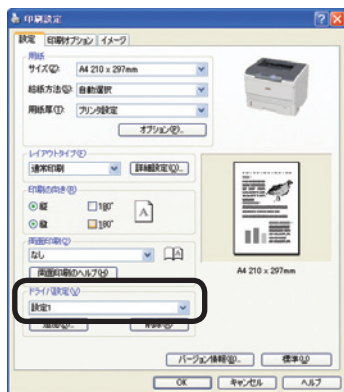 印刷設定
設定 印刷オプション イメージ
用紙
サイズ(Z): A4 210 x 297mm
給紙方法(S): 自動選択
用紙厚(T): プリンタ設定
オプション(P)...
レイアウトタイプ(F)
通常印刷 詳細設定(O)...
印刷の向き(R)
縦 180°
横 180°
A
両面印刷(2)
なし
両面印刷のヘルプ(H)
A4 210 x 297mm
ドライバ設定(V)
設定1
追加(D)... 削除(E)
バージョン情報(B)... 標準(U)
OK キャンセル ヘルプ